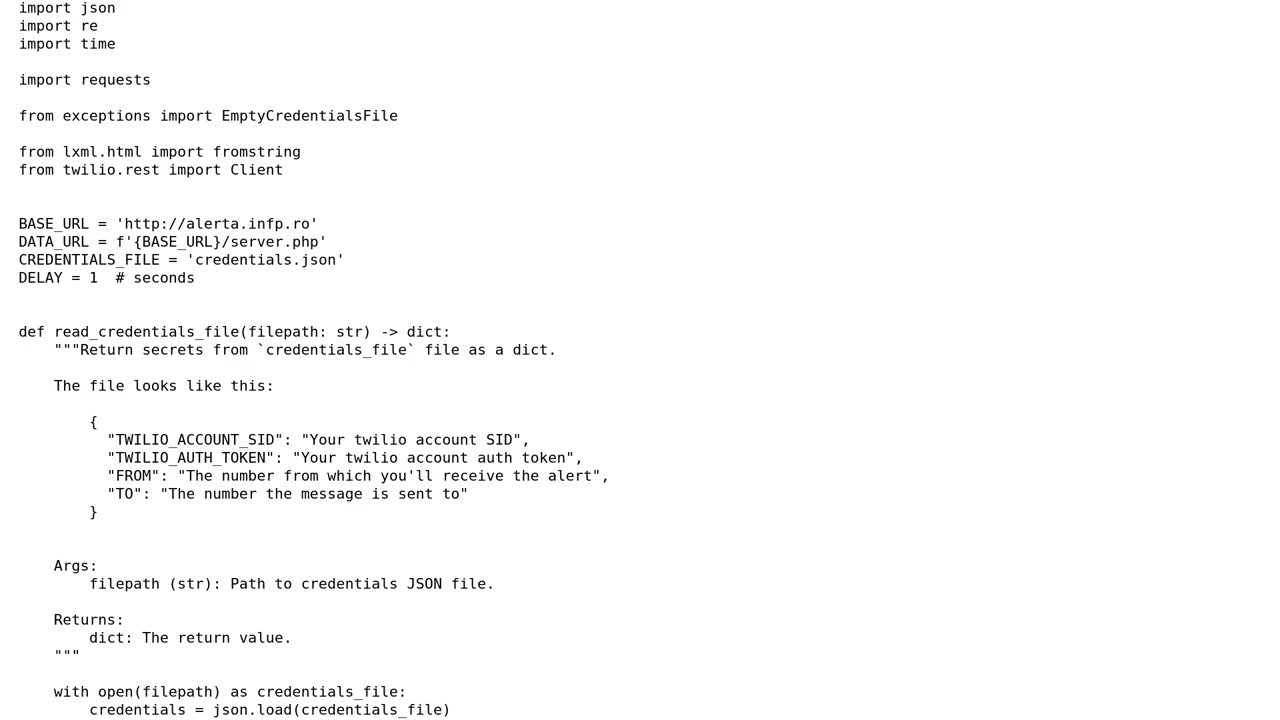 import json
import re
import time

import requests

from exceptions import EmptyCredentialsFile

from lxml.html import fromstring
from twilio.rest import Client


BASE_URL = 'http://alerta.infp.ro'
DATA_URL = f'{BASE_URL}/server.php'
CREDENTIALS_FILE = 'credentials.json'
DELAY = 1  # seconds


def read_credentials_file(filepath: str) -> dict:
    """Return secrets from `credentials_file` file as a dict.

    The file looks like this:

        {
          "TWILIO_ACCOUNT_SID": "Your twilio account SID",
          "TWILIO_AUTH_TOKEN": "Your twilio account auth token",
          "FROM": "The number from which you'll receive the alert",
          "TO": "The number the message is sent to"
        }


    Args:
        filepath (str): Path to credentials JSON file.

    Returns:
        dict: The return value.
    """

    with open(filepath) as credentials_file:
        credentials = json.load(credentials_file)